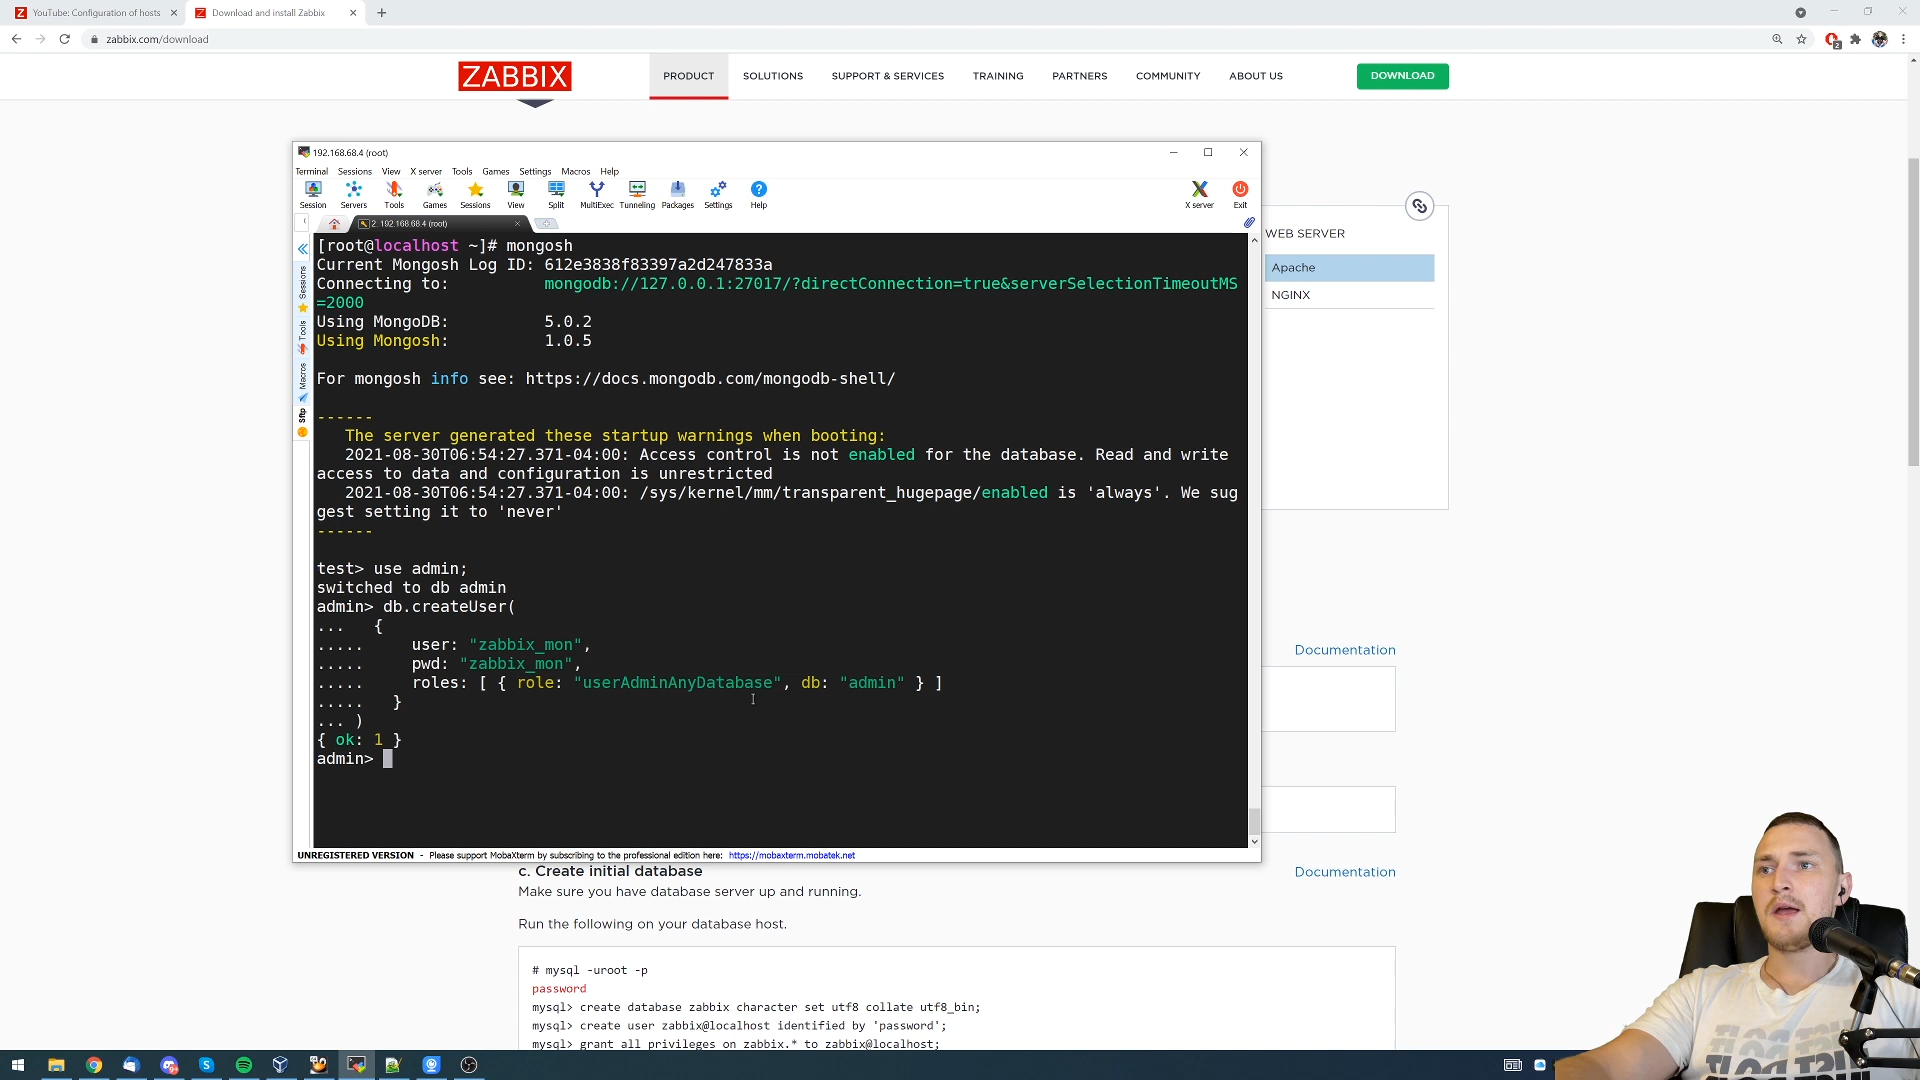 YouTube: Configuration of hosts
Download and install Zabbix
zabbix.com/download
2
ZABBIX
PRODUCT
SOLUTIONS
SUPPORT & SERVICES
TRAINING
PARTNERS
COMMUNITY
ABOUT US
DOWNLOAD
192.168.68.4 (root)
Terminal Sessions View X server Tools Games Settings Macros Help
Session Servers Tools Games Sessions View Split MultiExec Tunneling Packages Settings Help
X server Exit
2. 192.168.68.4 (root)
Sessions
Tools
Macros
Sftp
[root@localhost ~]# mongosh
Current Mongosh Log ID: 612e3838f83397a2d247833a
Connecting to: mongodb://127.0.0.1:27017/?directConnection=true&serverSelectionTimeoutMS
=2000
Using MongoDB: 5.0.2
Using Mongosh: 1.0.5
For mongosh info see: https://docs.mongodb.com/mongodb-shell/
------
The server generated these startup warnings when booting:
2021-08-30T06:54:27.371-04:00: Access control is not enabled for the database. Read and write
access to data and configuration is unrestricted
2021-08-30T06:54:27.371-04:00: /sys/kernel/mm/transparent_hugepage/enabled is 'always'. We sug
gest setting it to 'never'
------
test> use admin;
switched to db admin
admin> db.createUser(
... {
..... user: "zabbix_mon",
..... pwd: "zabbix_mon",
..... roles: [ { role: "userAdminAnyDatabase", db: "admin" } ]
..... }
... )
{ ok: 1 }
admin>
UNREGISTERED VERSION - Please support MobaXterm by subscribing to the professional edition here: https://mobaxterm.mobatek.net
WEB SERVER
Apache
NGINX
Documentation
c. Create initial database
Documentation
Make sure you have database server up and running.
Run the following on your database host.
# mysql -uroot -p
password
mysql> create database zabbix character set utf8 collate utf8_bin;
mysql> create user zabbix@localhost identified by 'password';
mysql> grant all privileges on zabbix.* to zabbix@localhost;